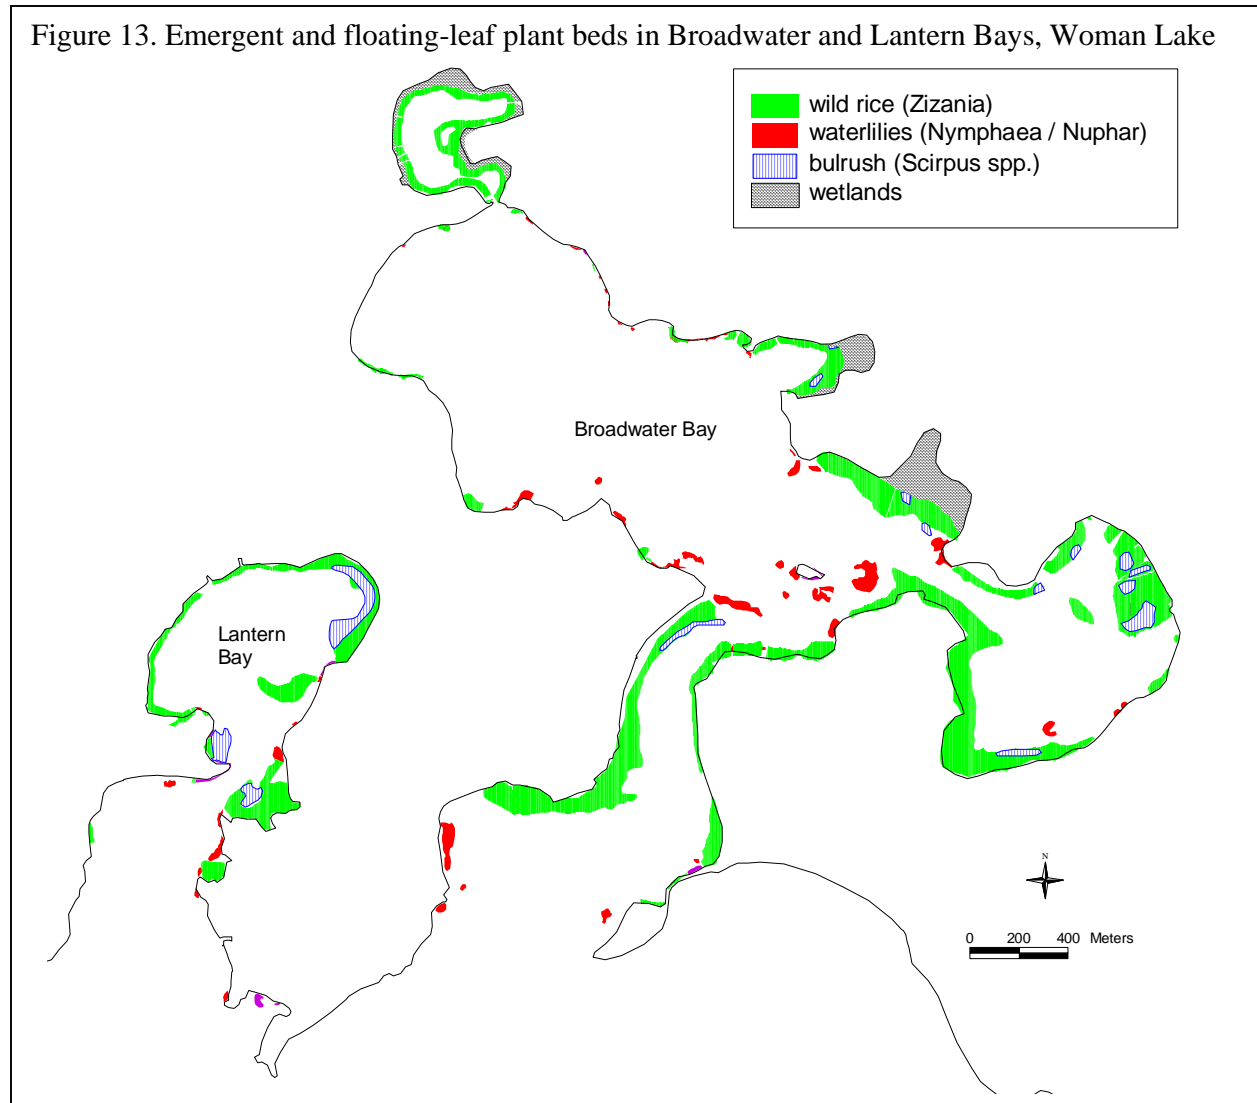 Figure 13. Emergent and floating-leaf plant beds in Broadwater and Lantern Bays, Woman Lake
wild rice (Zizania)
waterlilies (Nymphaea / Nuphar)
bulrush (Scirpus spp.)
wetlands
Broadwater Bay
Lantern
Bay
N
0 200 400 Meters